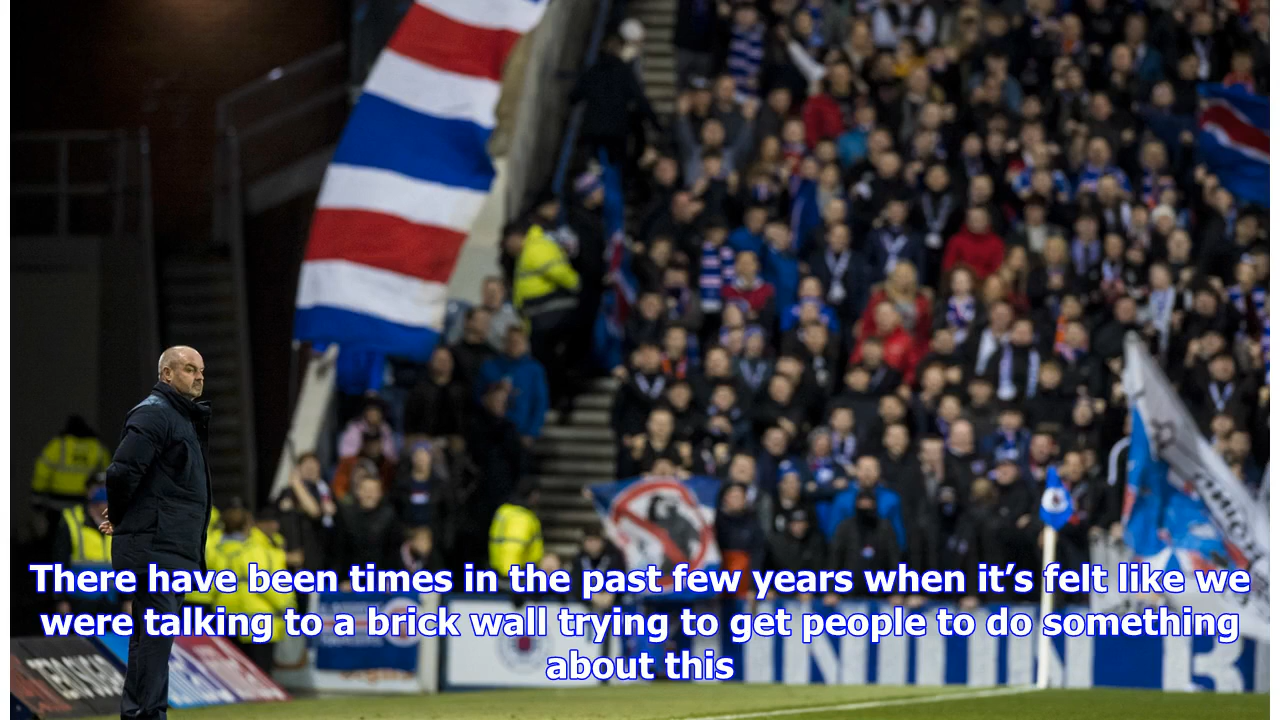 There have been times in the past few years when it’s felt like we
were talking to a brick wall trying to get people to do something
about this
UNION B